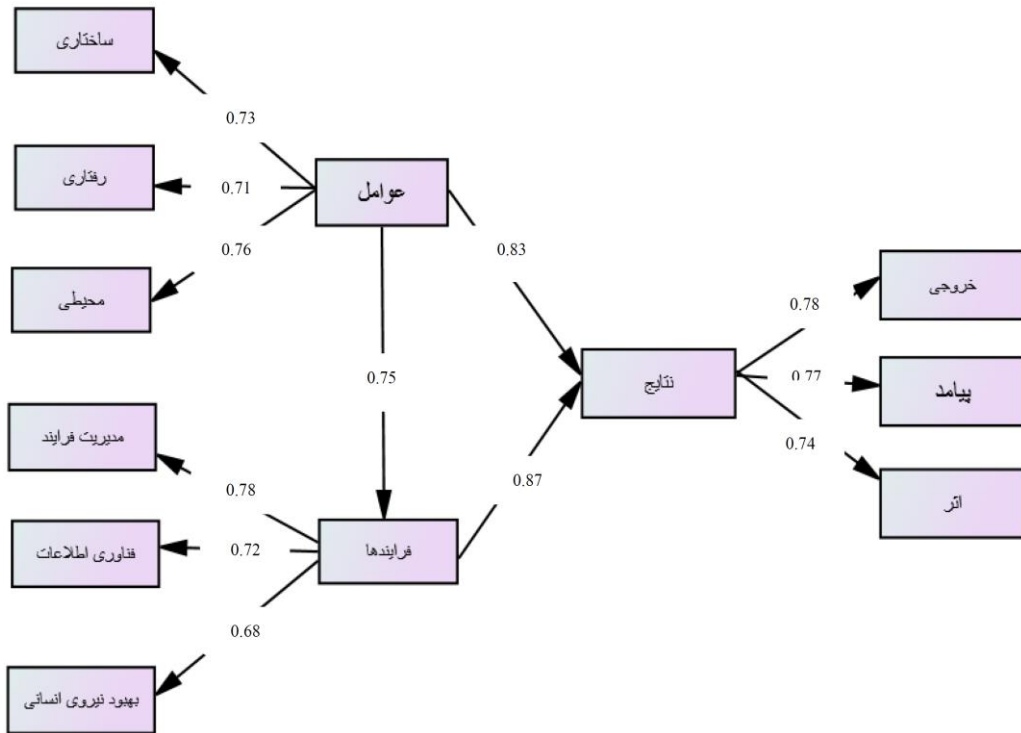 ساختاری
0.73
رفتاری
0.71
عوامل
0.76
محیطی
0.83
خروجی
0.78
0.75
نتایج
0.77
پیامد
مدیریت فرایند
0.74
0.78
0.87
اثر
فناوری اطلاعات
0.72
فرایندها
0.68
بهبود نیروی انسانی